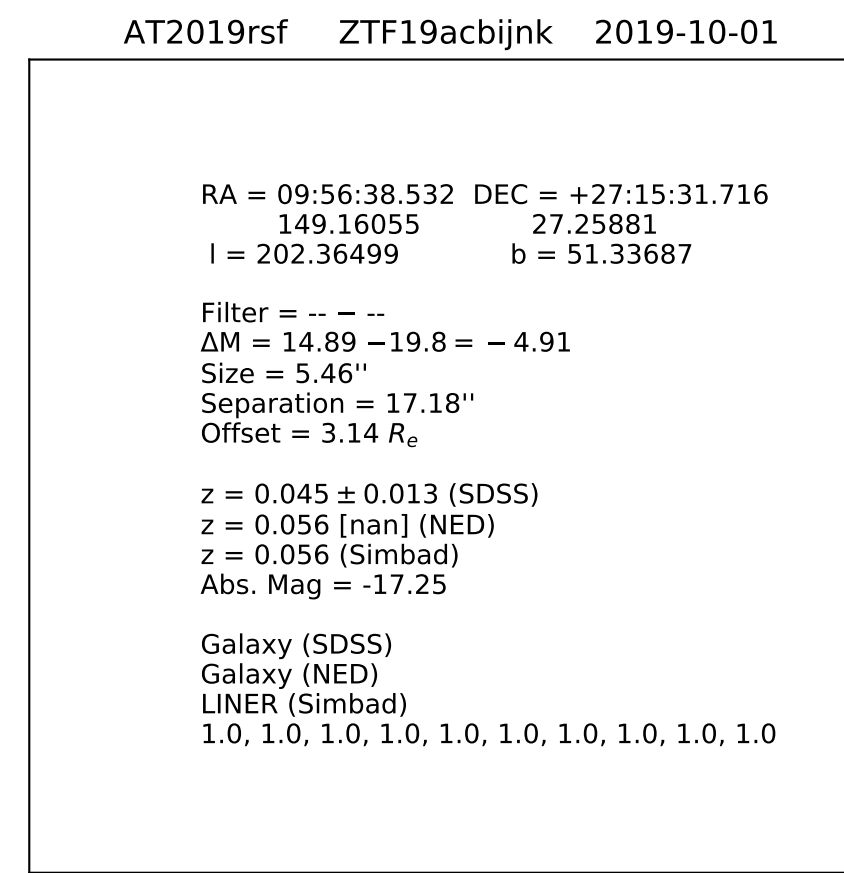 AT2019rsf ZTF19acbijnk 2019-10-01
RA = 09:56:38.532 DEC = +27:15:31.716
149.16055 27.25881
l = 202.36499 b = 51.33687
Filter = -- − --
ΔM = 14.89 −19.8 = − 4.91
Size = 5.46''
Separation = 17.18''
Offset = 3.14 Rₑ
z = 0.045 ± 0.013 (SDSS)
z = 0.056 [nan] (NED)
z = 0.056 (Simbad)
Abs. Mag = -17.25
Galaxy (SDSS)
Galaxy (NED)
LINER (Simbad)
1.0, 1.0, 1.0, 1.0, 1.0, 1.0, 1.0, 1.0, 1.0, 1.0